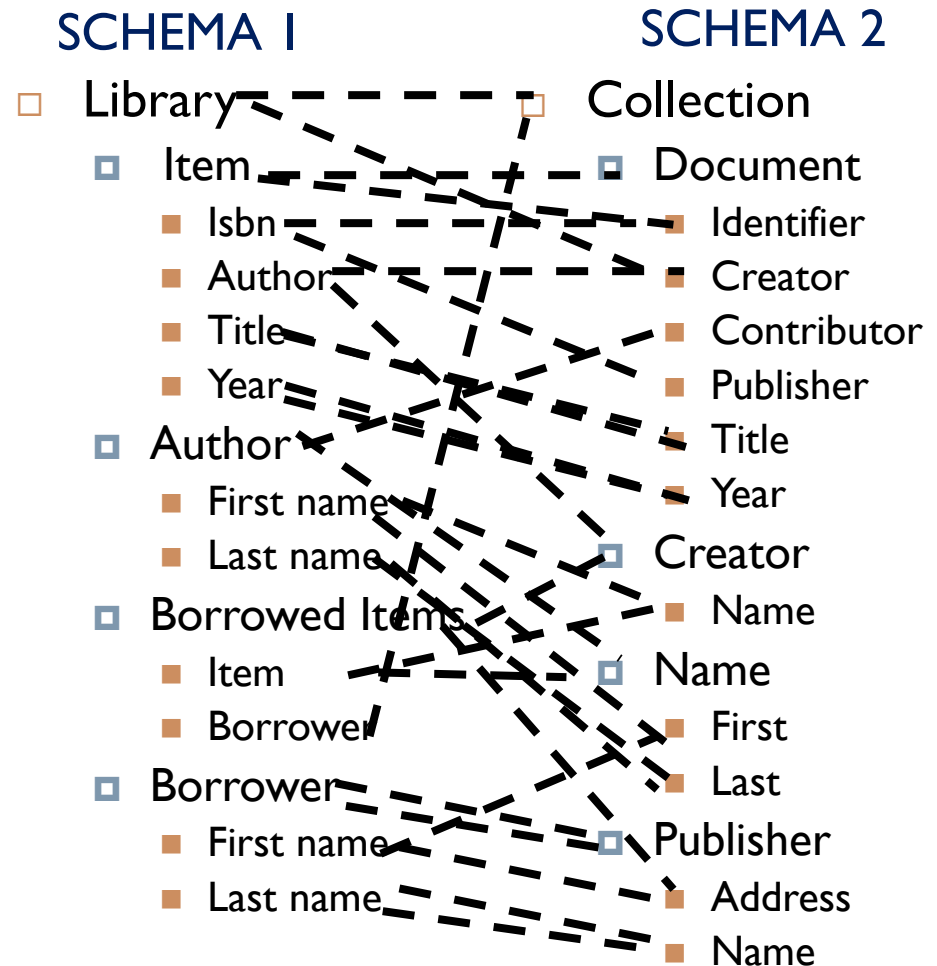 SCHEMA 1
Library
Item
Isbn
Author
Title
Year
Author
First name
Last name
Borrowed Items
Item
Borrower
Borrower
First name
Last name
SCHEMA 2
Collection
Document
Identifier
Creator
Contributor
Publisher
Title
Year
Creator
Name
Name
First
Last
Publisher
Address
Name